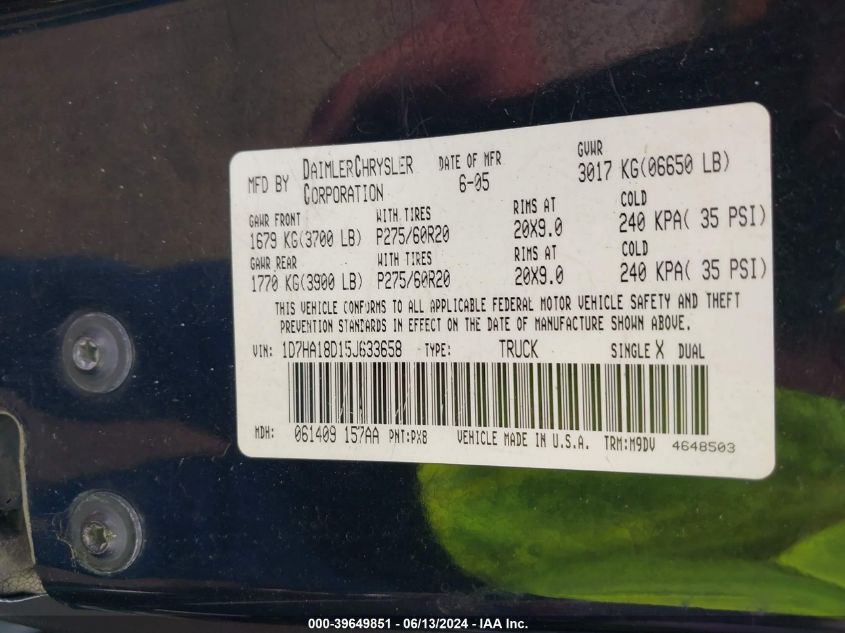 MFD BY DAIMLERCHRYSLER CORPORATION
DATE OF MFR 6-05
GVWR 3017 KG(06650 LB)
GAWR FRONT WITH TIRES RIMS AT COLD
1679 KG(3700 LB) P275/60R20 20X9.0 240 KPA( 35 PSI)
GAWR REAR WITH TIRES RIMS AT COLD
1770 KG(3900 LB) P275/60R20 20X9.0 240 KPA( 35 PSI)
THIS VEHICLE CONFORMS TO ALL APPLICABLE FEDERAL MOTOR VEHICLE SAFETY AND THEFT
PREVENTION STANDARDS IN EFFECT ON THE DATE OF MANUFACTURE SHOWN ABOVE.
VIN: 1D7HA18D15J633658 TYPE: TRUCK SINGLE X DUAL
MDH: 061409 157AA PNT:PXB VEHICLE MADE IN U.S.A. TRM:M9DV 4648503
000-39649851 / 06/13/2024 - IAA Inc.